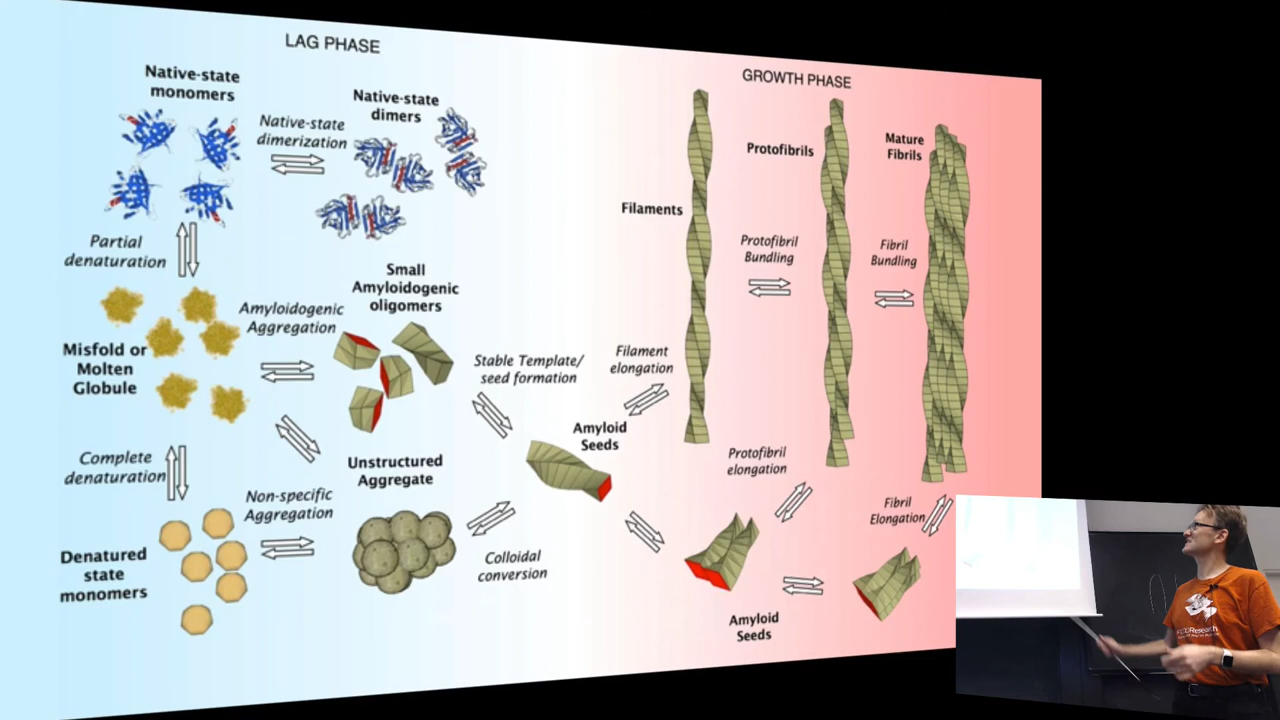 LAG PHASE
GROWTH PHASE
Native-state
monomers
Native-state
dimerization
Native-state
dimers
Partial
denaturation
Small
Amyloidogenic
oligomers
Amyloidogenic
Aggregation
Misfold or
Molten
Globule
Stable Template/
seed formation
Filament
elongation
Filaments
Protofibrils
Mature
Fibrils
Protofibril
Bundling
Fibril
Bundling
Amyloid
Seeds
Complete
denaturation
Unstructured
Aggregate
Non-specific
Aggregation
Protofibril
elongation
Fibril
Elongation
Denatured
state
monomers
Colloidal
conversion
Amyloid
Seeds